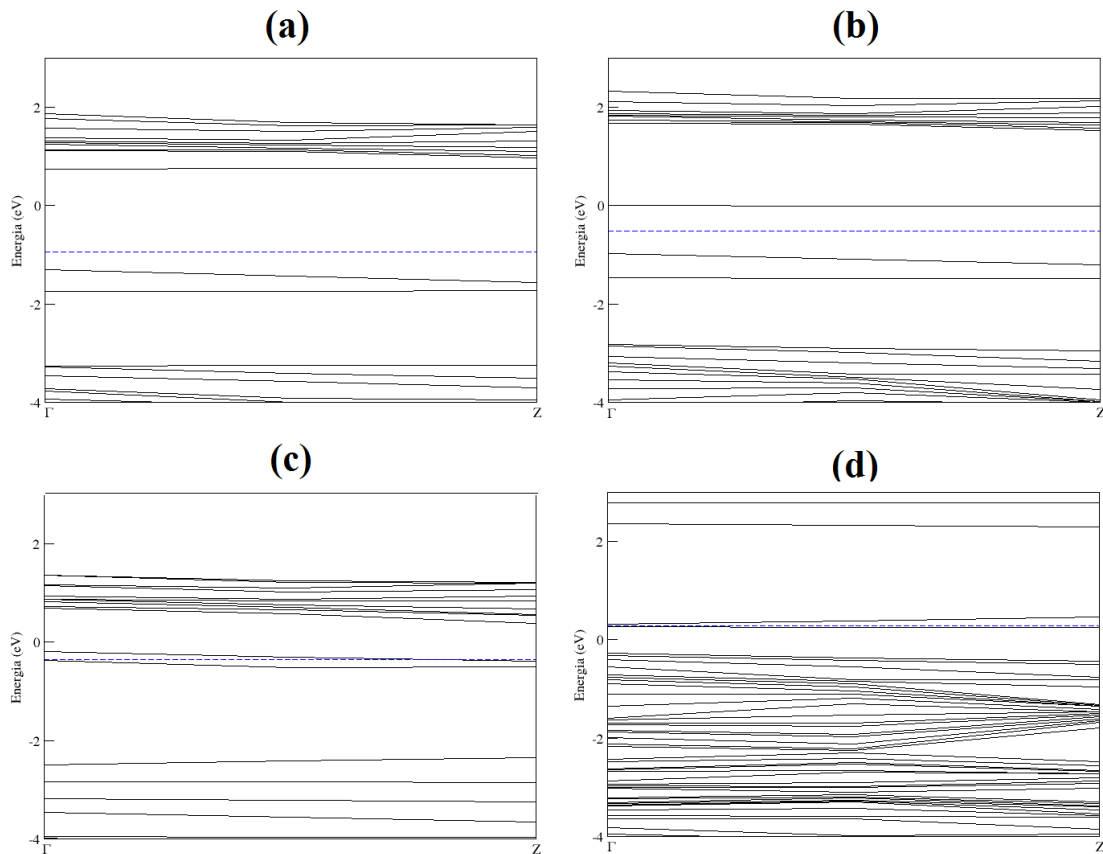 (a)
(b)
2
0
-2
-4
Energia (eV)
Γ
Z
2
0
-2
-4
Energia (eV)
Γ
Z
(c)
(d)
2
0
-2
-4
Energia (eV)
Γ
Z
2
0
-2
-4
Energia (eV)
Γ
Z